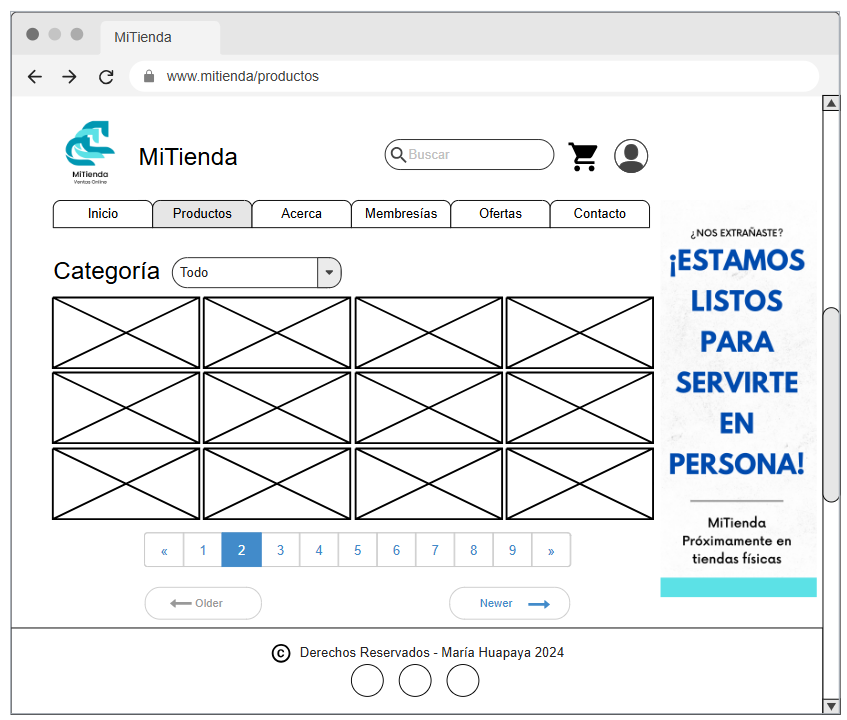 MiTienda
www.mitienda/productos
MiTienda
Ventas Online
MiTienda
Buscar
Inicio Productos Acerca Membresías Ofertas Contacto
Categoría Todo
¿NOS EXTRAÑASTE?
¡ESTAMOS
LISTOS
PARA
SERVIRTE
EN
PERSONA!
MiTienda
Próximamente en
tiendas físicas
« 1 2 3 4 5 6 7 8 9 »
Older Newer
© Derechos Reservados - María Huapaya 2024